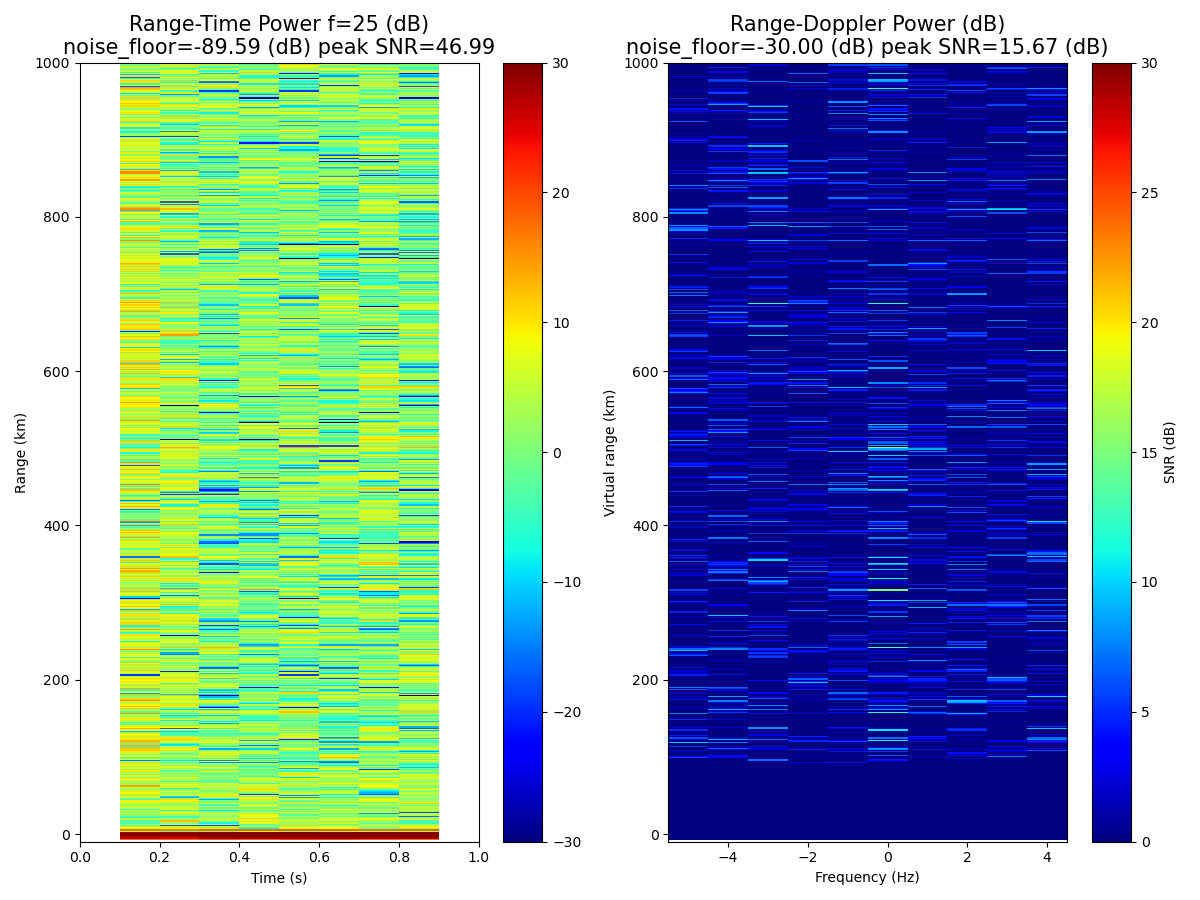 Range-Time Power f=25 (dB)
noise_floor=-89.59 (dB) peak SNR=46.99
Range-Doppler Power (dB)
noise_floor=-30.00 (dB) peak SNR=15.67 (dB)
1000
800
600
400
200
0
Range (km)
0.0 0.2 0.4 0.6 0.8 1.0
Time (s)
30
20
10
0
−10
−20
−30
1000
800
600
400
200
0
Virtual range (km)
−4 −2 0 2 4
Frequency (Hz)
30
25
20
15
10
5
0
SNR (dB)